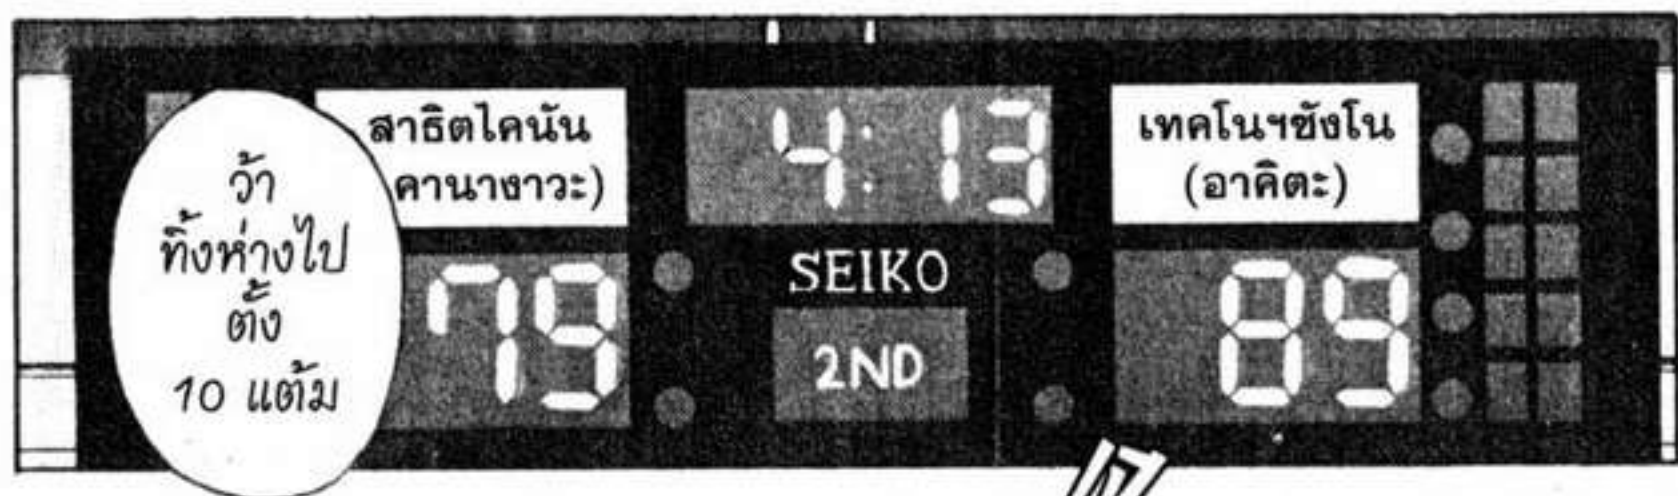 ว้า
ทิ้งห่างไป
ตั้ง
10 แต้ม
สาธิตไคนัน
คานางาวะ)
4:13
เทคโนฯซังโน
(อาคิตะ)
79
SEIKO
2ND
89